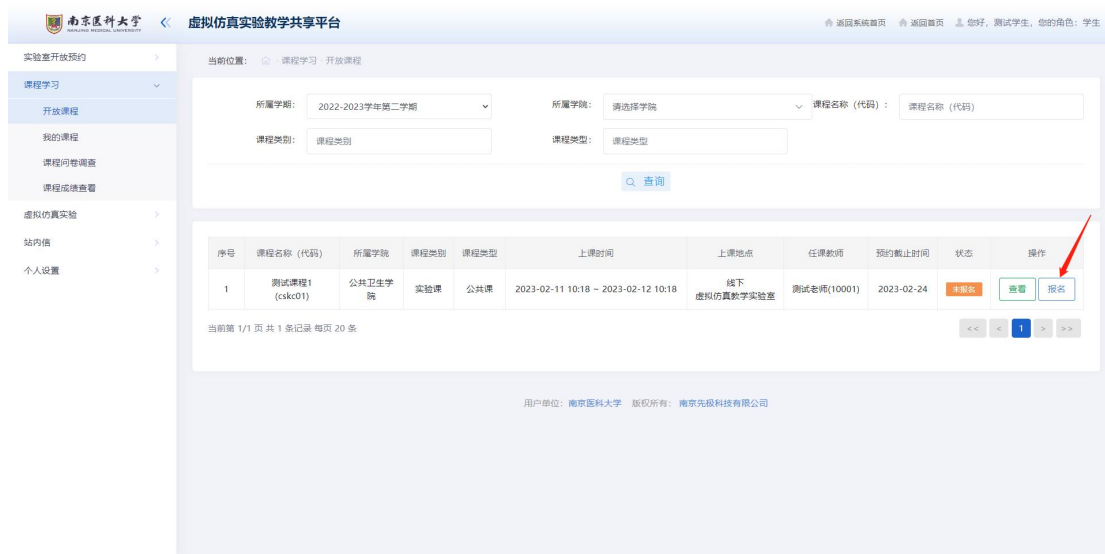 南京医科大学
NANJING MEDICAL UNIVERSITY
虚拟仿真实验教学共享平台
返回系统首页 返回首页 您好，测试学生，您的角色：学生
实验室开放预约
课程学习
开放课程
我的课程
课程问卷调查
课程成绩查看
虚拟仿真实验
站内信
个人设置
当前位置： - 课程学习 - 开放课程
所属学期： 2022-2023学年第二学期 所属学院： 请选择学院 课程名称（代码）： 课程名称（代码）
课程类别： 课程类别 课程类型： 课程类型
查询
序号 课程名称（代码） 所属学院 课程类别 课程类型 上课时间 上课地点 任课教师 预约截止时间 状态 操作
1 测试课程1 (cskc01) 公共卫生学院 实验课 公共课 2023-02-11 10:18 ~ 2023-02-12 10:18 线下 虚拟仿真教学实验室 测试老师(10001) 2023-02-24 未报名 查看 报名
当前第 1/1 页 共 1 条记录 每页 20 条 << < 1 > >>
用户单位：南京医科大学 版权所有：南京先极科技有限公司